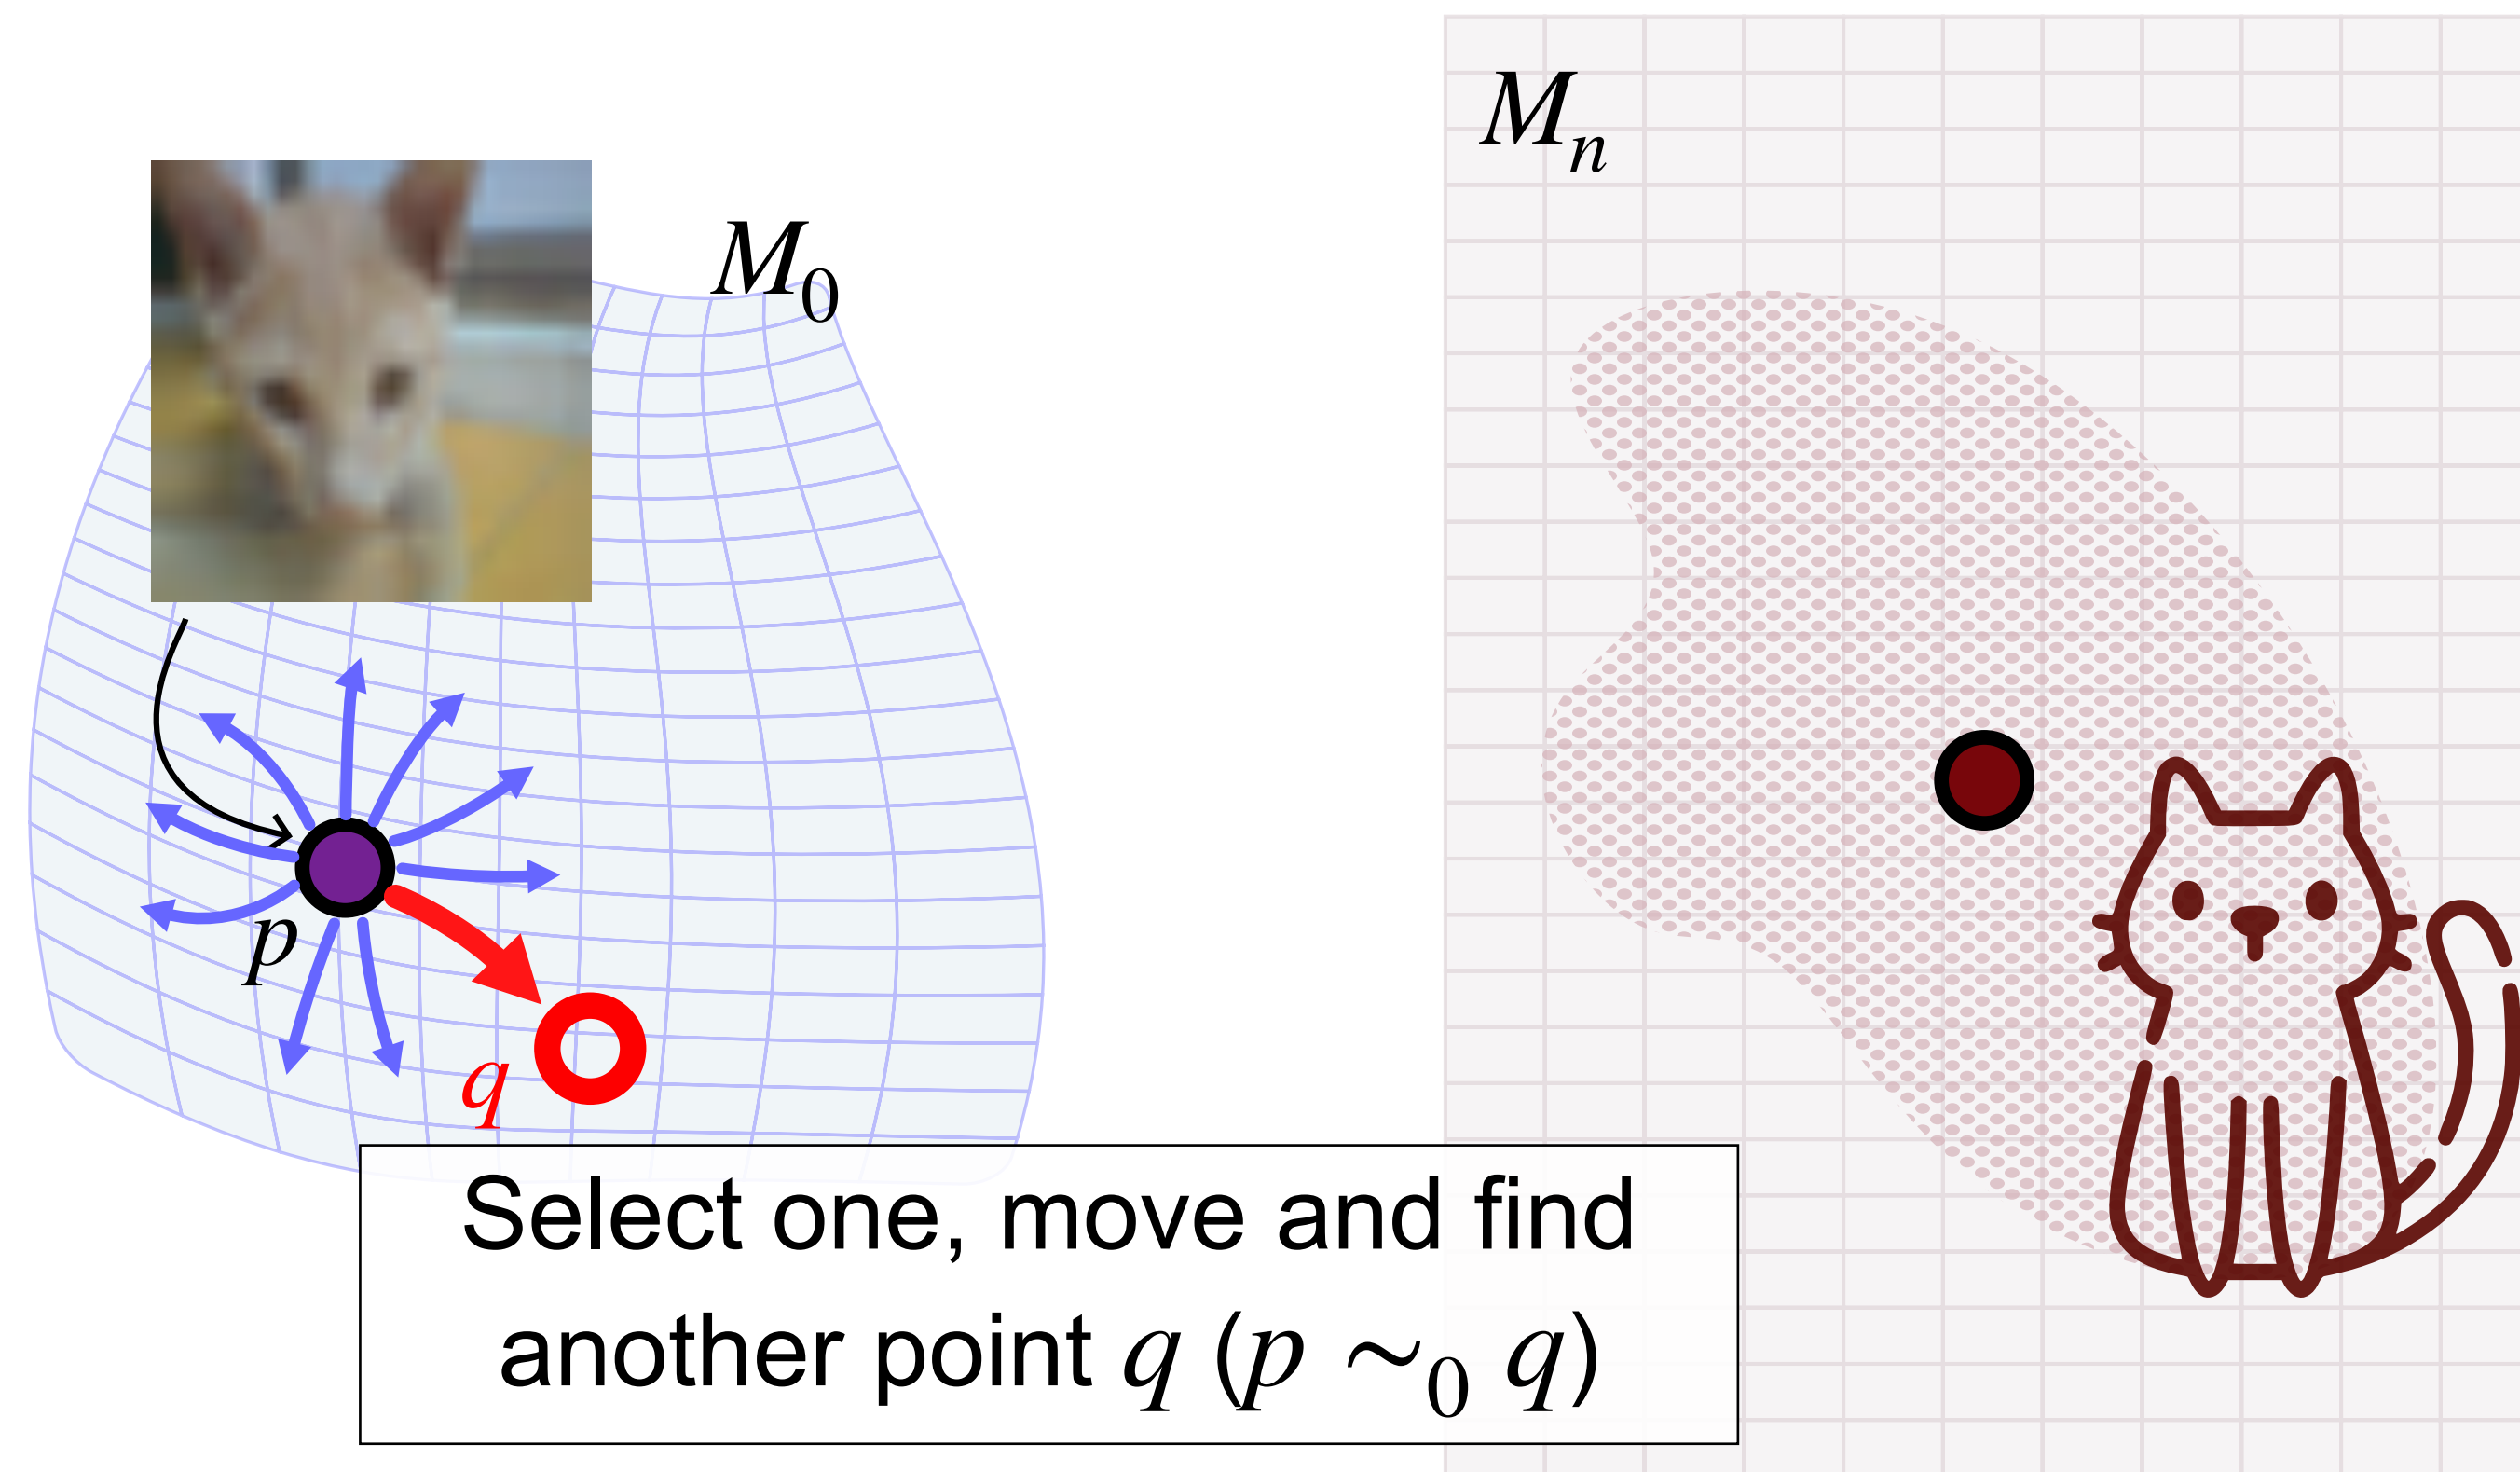 M₀
Mₙ
p
q
Select one, move and find
another point q (p ~₀ q)